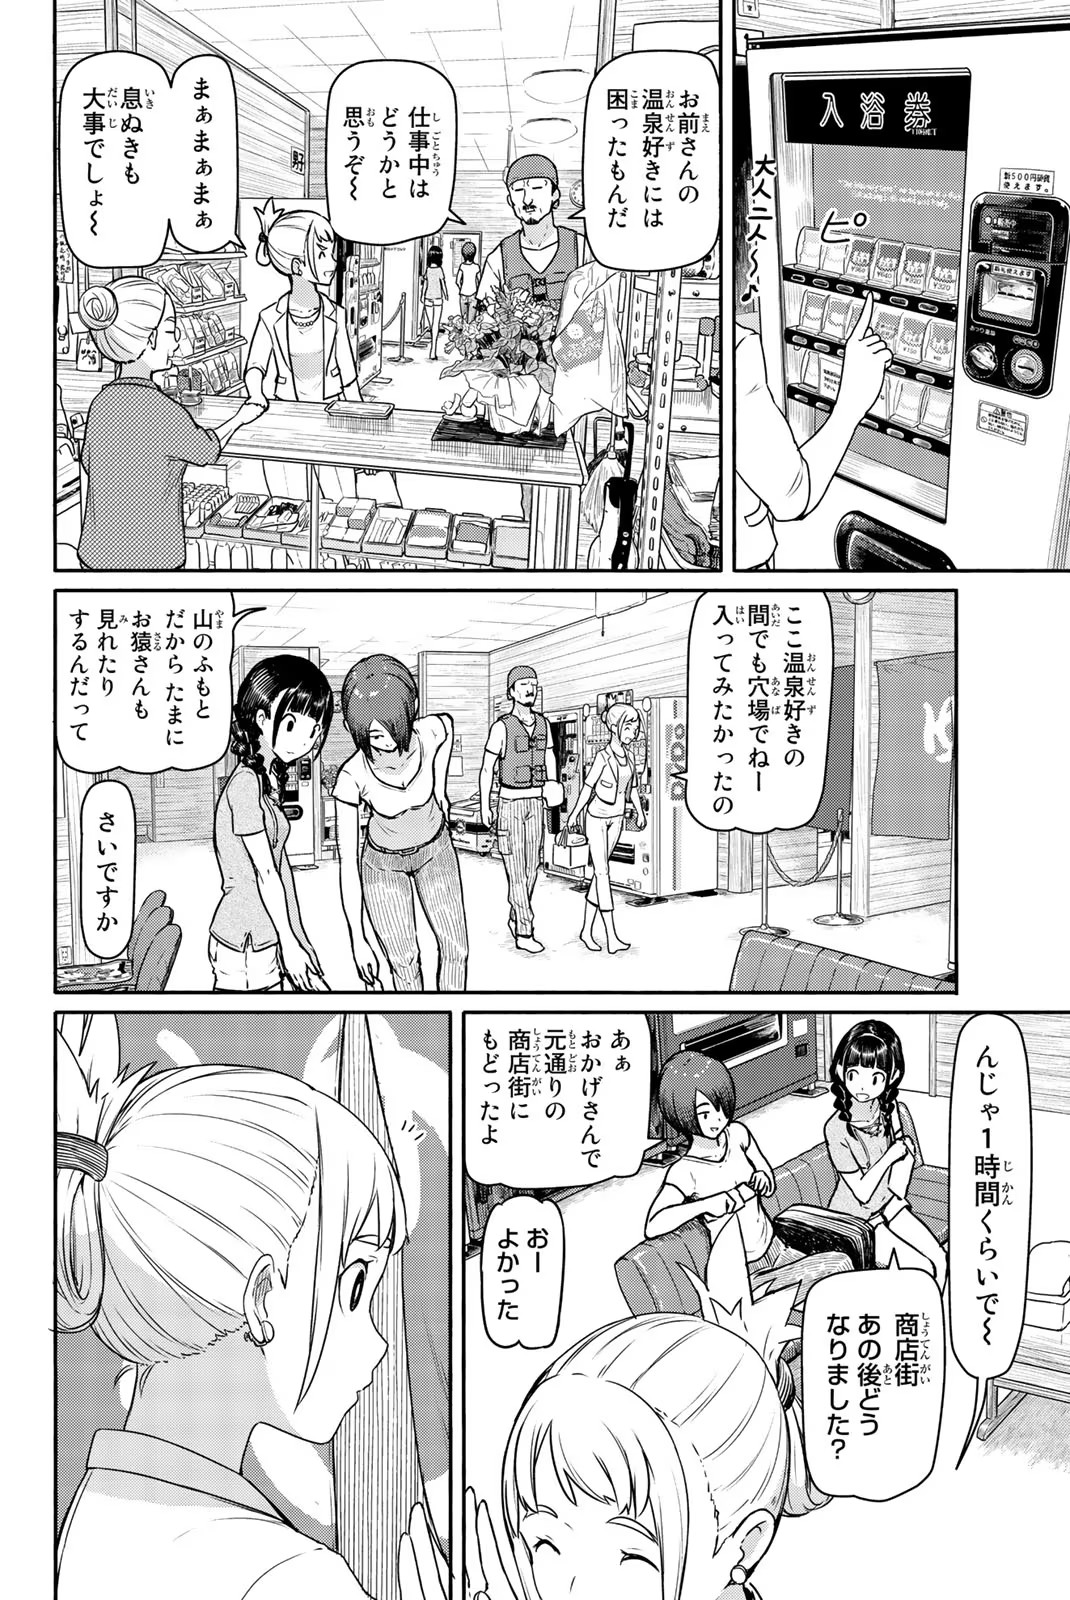 入浴券
TICKET
新500円硬貨
使えます。
大人二人〜♪
ピ
お前さんの
温泉好きには
困ったもんだ
仕事中は
どうかと
思うぞ〜
まぁまぁまぁ
息ぬきも
大事でしょ〜
男
ここ温泉好きの
間でも穴場でねー
入ってみたかったの
山のふもと
だから たまに
お猿さんも
見れたり
するんだって
さいですか
んじゃ1時間くらいで〜
商店街
あの後どう
なりました?
あぁ
おかげさんで
元通りの
商店街に
もどったよ
おー
よかった